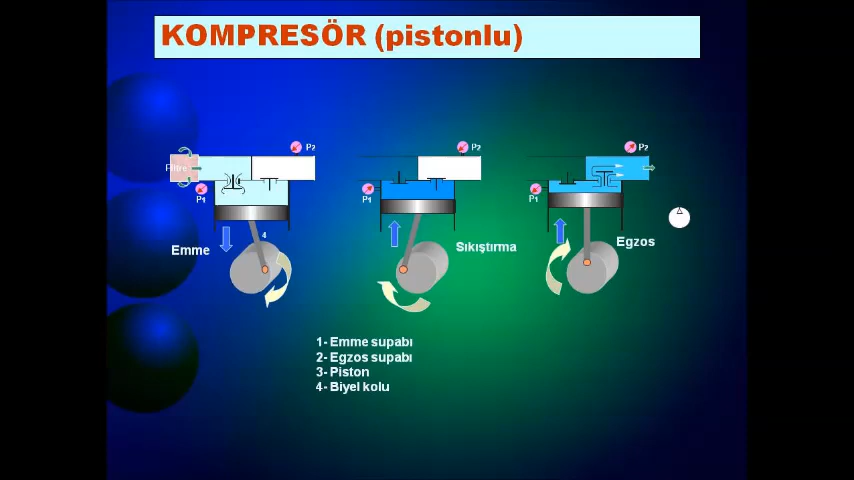 KOMPRESÖR (pistonlu)
P2
P2
P2
Filtre
P1
P1
P1
4
Emme
Sıkıştırma
Egzos
1- Emme supabı
2- Egzos supabı
3- Piston
4- Biyel kolu